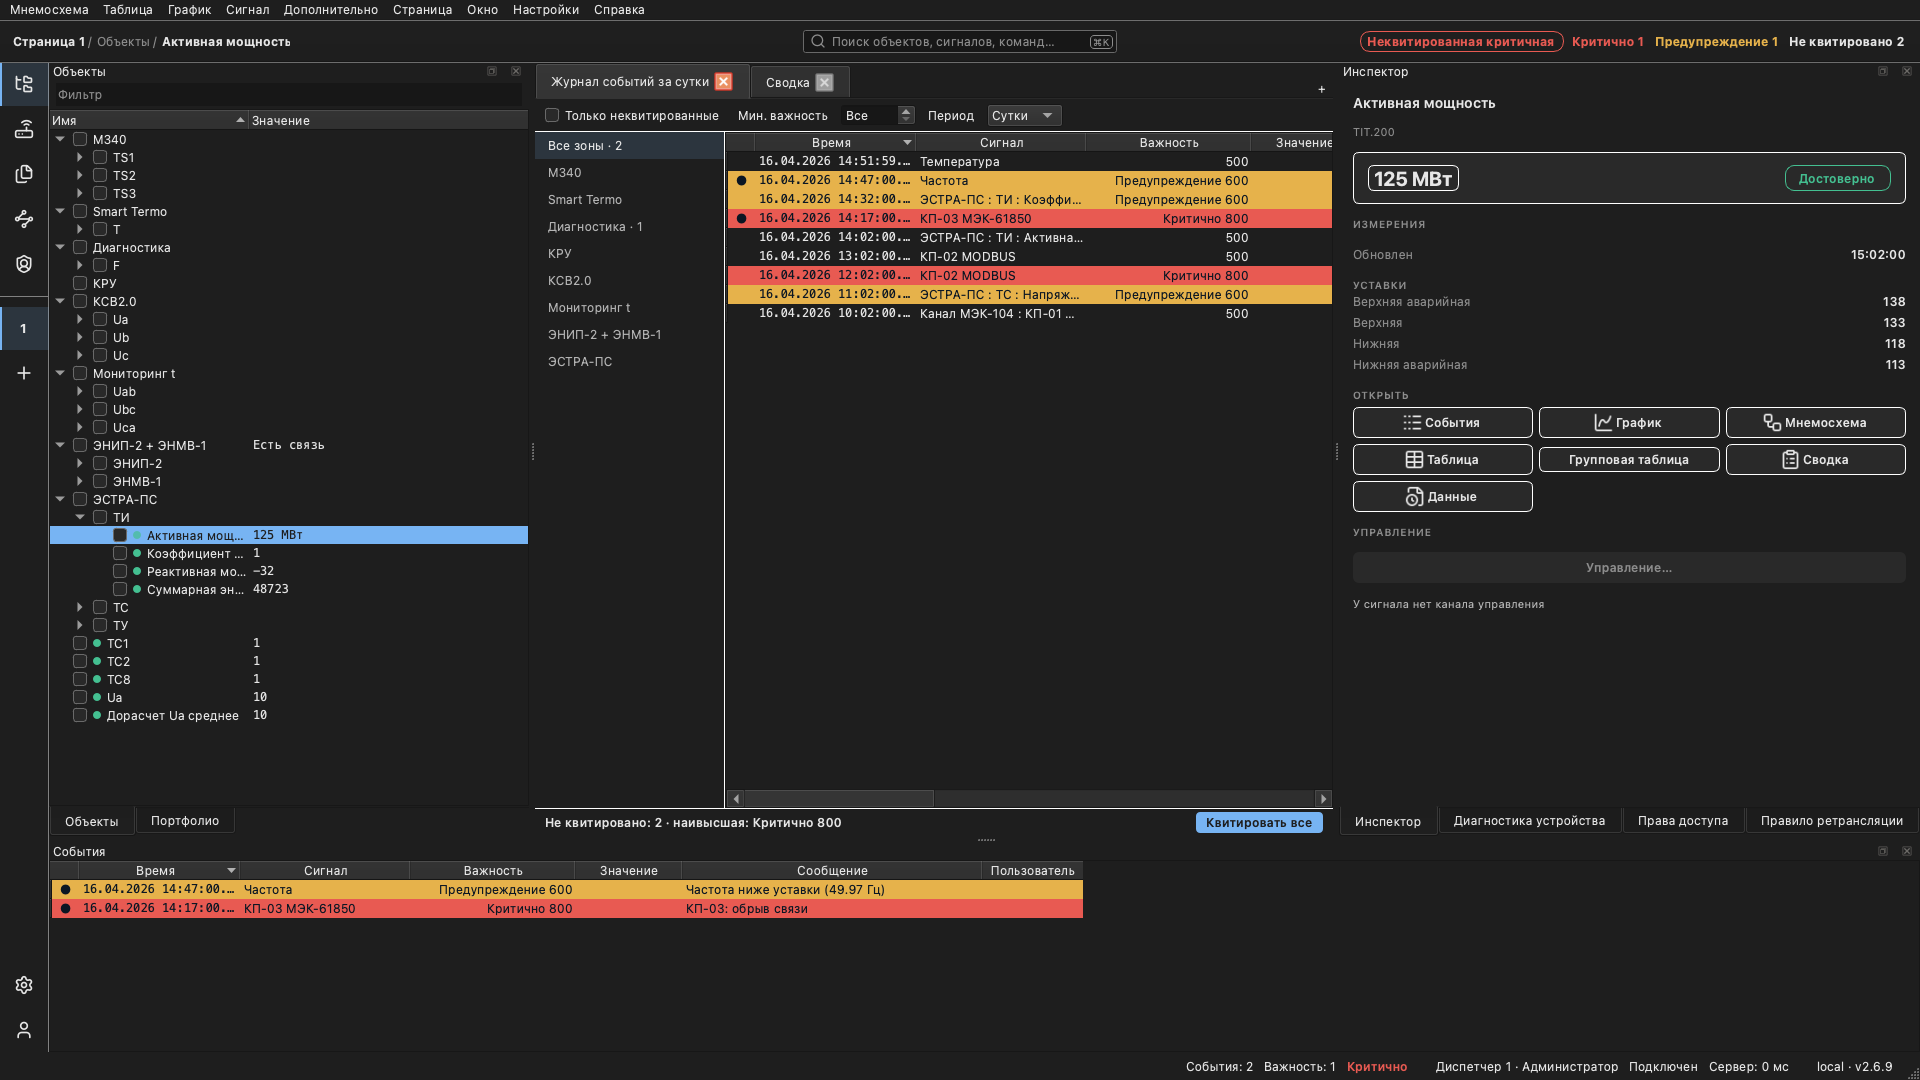 Мнемосхема Таблица График Сигнал Дополнительно Страница Окно Настройки Справка
Страница 1 / Объекты / Активная мощность
Поиск объектов, сигналов, команд... ⌘K
Неквитированная критичная Критично 1 Предупреждение 1 Не квитировано 2
Объекты
Фильтр
Имя Значение
M340
TS1
TS2
TS3
Smart Termo
T
Диагностика
F
КРУ
КСВ2.0
Ua
Ub
Uc
Мониторинг t
Uab
Ubc
Uca
ЭНИП-2 + ЭНМВ-1 Есть связь
ЭНИП-2
ЭНМВ-1
ЭСТРА-ПС
ТИ
Активная мощ... 125 МВт
Коэффициент ... 1
Реактивная мо... −32
Суммарная эн... 48723
ТС
ТУ
ТС1 1
ТС2 1
ТС8 1
Ua 10
Дорасчет Ua среднее 10
Объекты Портфолио
1
Журнал событий за сутки Сводка +
Только неквитированные Мин. важность Все Период Сутки
Все зоны · 2
M340
Smart Termo
Диагностика · 1
КРУ
КСВ2.0
Мониторинг t
ЭНИП-2 + ЭНМВ-1
ЭСТРА-ПС
Время Сигнал Важность Значение
16.04.2026 14:51:59.... Температура 500
16.04.2026 14:47:00.... Частота Предупреждение 600
16.04.2026 14:32:00.... ЭСТРА-ПС : ТИ : Коэффи... Предупреждение 600
16.04.2026 14:17:00.... КП-03 МЭК-61850 Критично 800
16.04.2026 14:02:00.... ЭСТРА-ПС : ТИ : Активна... 500
16.04.2026 13:02:00.... КП-02 MODBUS 500
16.04.2026 12:02:00.... КП-02 MODBUS Критично 800
16.04.2026 11:02:00.... ЭСТРА-ПС : ТС : Напряж... Предупреждение 600
16.04.2026 10:02:00.... Канал МЭК-104 : КП-01 ... 500
Не квитировано: 2 · наивысшая: Критично 800 Квитировать все
Инспектор
Активная мощность
TIT.200
125 МВт Достоверно
ИЗМЕРЕНИЯ
Обновлен 15:02:00
УСТАВКИ
Верхняя аварийная 138
Верхняя 133
Нижняя 118
Нижняя аварийная 113
ОТКРЫТЬ
События График Мнемосхема
Таблица Групповая таблица Сводка
Данные
УПРАВЛЕНИЕ
Управление...
У сигнала нет канала управления
Инспектор Диагностика устройства Права доступа Правило ретрансляции
События
Время Сигнал Важность Значение Сообщение Пользователь
16.04.2026 14:47:00.... Частота Предупреждение 600 Частота ниже уставки (49.97 Гц)
16.04.2026 14:17:00.... КП-03 МЭК-61850 Критично 800 КП-03: обрыв связи
События: 2 Важность: 1 Критично Диспетчер 1 · Администратор Подключен Сервер: 0 мс local · v2.6.9